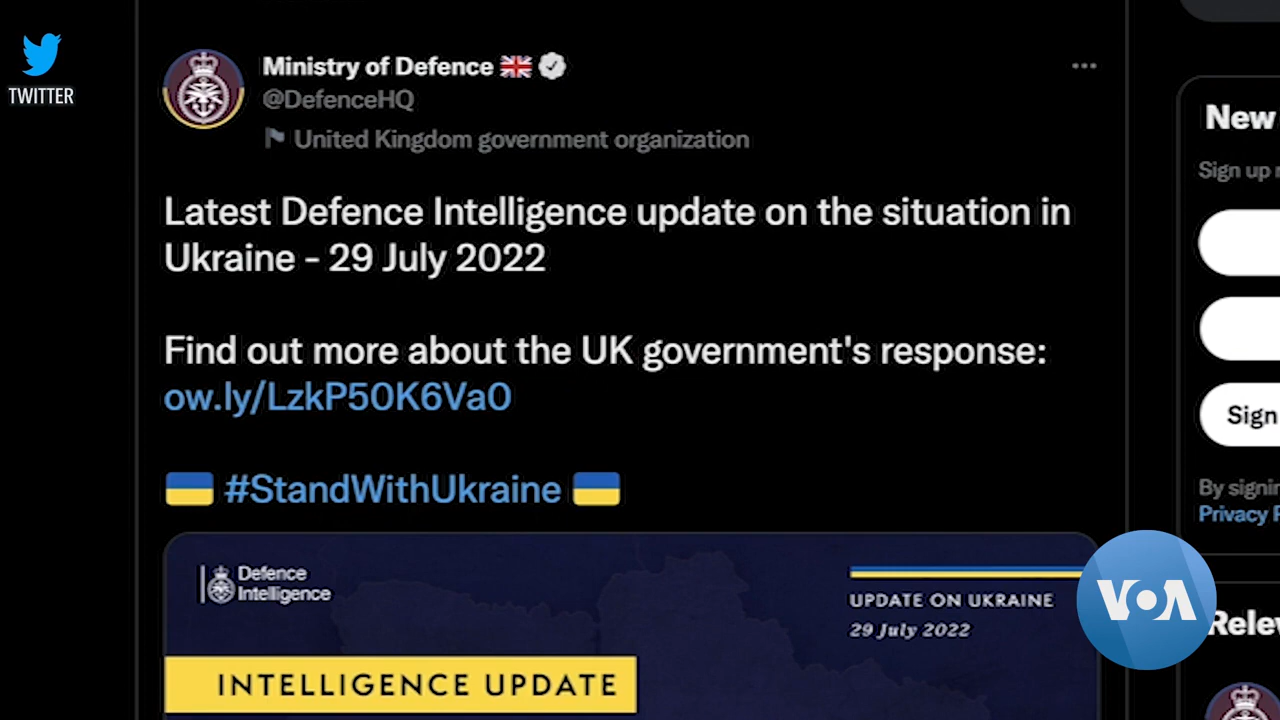 TWITTER
Ministry of Defence
@DefenceHQ
United Kingdom government organization
Latest Defence Intelligence update on the situation in
Ukraine - 29 July 2022
Find out more about the UK government's response:
ow.ly/LzkP50K6Va0
#StandWithUkraine
Defence
Intelligence
UPDATE ON UKRAINE
29 July 2022
INTELLIGENCE UPDATE
New
Sign up
Sign
By
Privacy
VOA